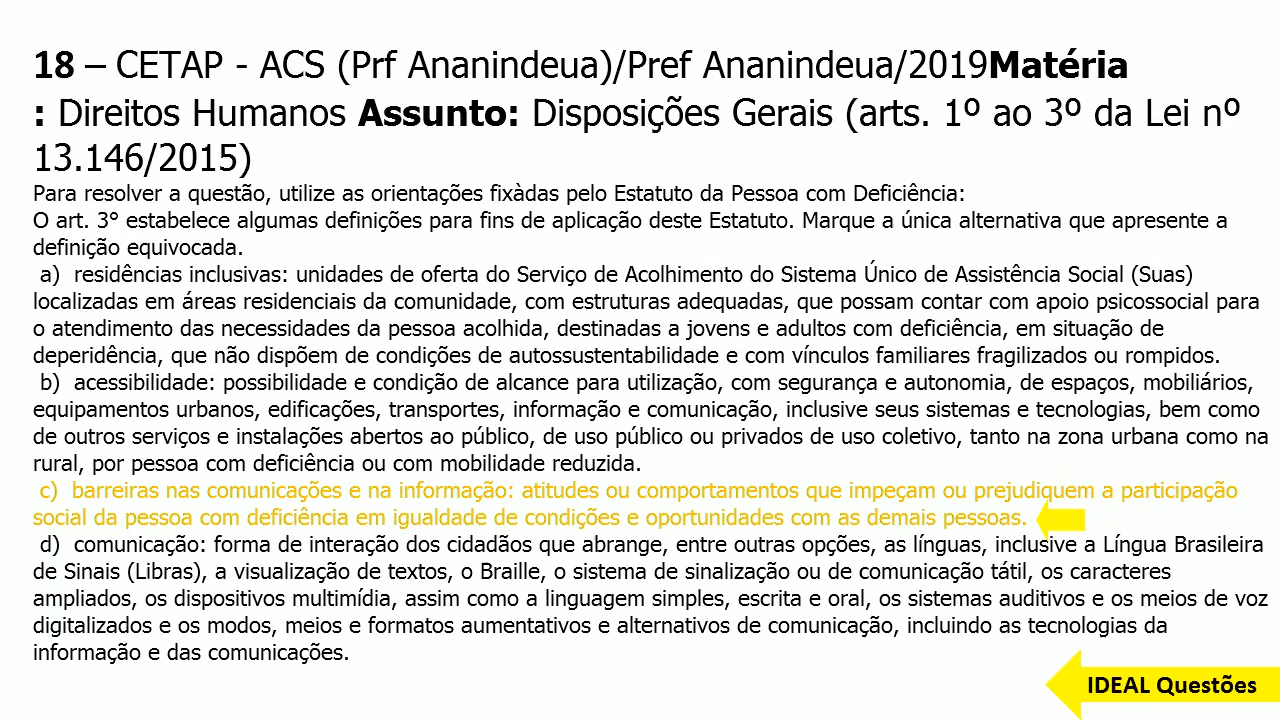 18 – CETAP - ACS (Prf Ananindeua)/Pref Ananindeua/2019Matéria
: Direitos Humanos Assunto: Disposições Gerais (arts. 1º ao 3º da Lei nº
13.146/2015)
Para resolver a questão, utilize as orientações fixàdas pelo Estatuto da Pessoa com Deficiência:
O art. 3° estabelece algumas definições para fins de aplicação deste Estatuto. Marque a única alternativa que apresente a
definição equivocada.
a) residências inclusivas: unidades de oferta do Serviço de Acolhimento do Sistema Único de Assistência Social (Suas)
localizadas em áreas residenciais da comunidade, com estruturas adequadas, que possam contar com apoio psicossocial para
o atendimento das necessidades da pessoa acolhida, destinadas a jovens e adultos com deficiência, em situação de
deperidência, que não dispõem de condições de autossustentabilidade e com vínculos familiares fragilizados ou rompidos.
b) acessibilidade: possibilidade e condição de alcance para utilização, com segurança e autonomia, de espaços, mobiliários,
equipamentos urbanos, edificações, transportes, informação e comunicação, inclusive seus sistemas e tecnologias, bem como
de outros serviços e instalações abertos ao público, de uso público ou privados de uso coletivo, tanto na zona urbana como na
rural, por pessoa com deficiência ou com mobilidade reduzida.
c) barreiras nas comunicações e na informação: atitudes ou comportamentos que impeçam ou prejudiquem a participação
social da pessoa com deficiência em igualdade de condições e oportunidades com as demais pessoas.
d) comunicação: forma de interação dos cidadãos que abrange, entre outras opções, as línguas, inclusive a Língua Brasileira
de Sinais (Libras), a visualização de textos, o Braille, o sistema de sinalização ou de comunicação tátil, os caracteres
ampliados, os dispositivos multimídia, assim como a linguagem simples, escrita e oral, os sistemas auditivos e os meios de voz
digitalizados e os modos, meios e formatos aumentativos e alternativos de comunicação, incluindo as tecnologias da
informação e das comunicações.
IDEAL Questões